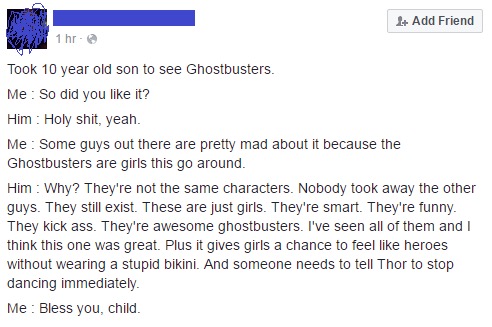 Add Friend
1 hr ·
Took 10 year old son to see Ghostbusters.
Me : So did you like it?
Him : Holy shit, yeah.
Me : Some guys out there are pretty mad about it because the
Ghostbusters are girls this go around.
Him : Why? They're not the same characters. Nobody took away the other
guys. They still exist. These are just girls. They're smart. They're funny.
They kick ass. They're awesome ghostbusters. I've seen all of them and I
think this one was great. Plus it gives girls a chance to feel like heroes
without wearing a stupid bikini. And someone needs to tell Thor to stop
dancing immediately.
Me : Bless you, child.